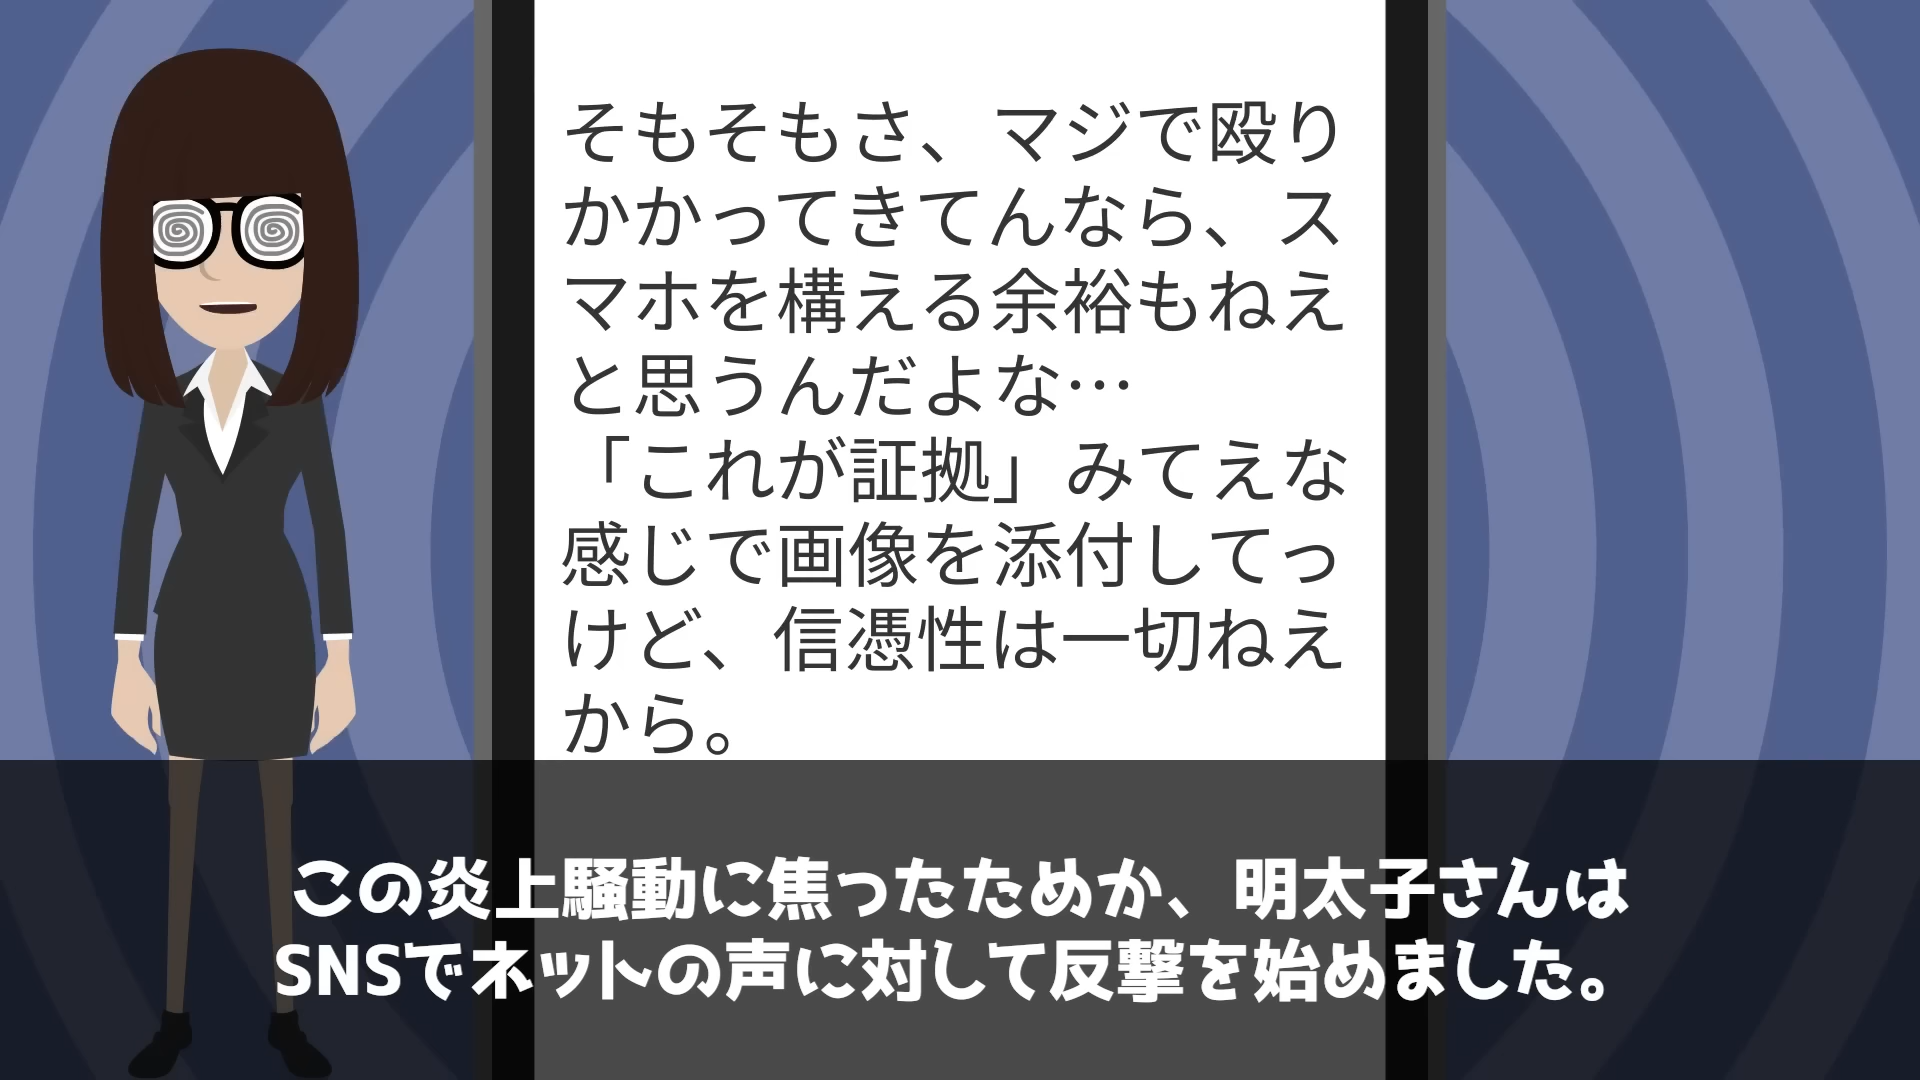 そもそもさ、マジで殴り
かかってきてんなら、ス
マホを構える余裕もねえ
と思うんだよな…
「これが証拠」みてえな
感じで画像を添付してっ
けど、信憑性は一切ねえ
から。
この炎上騒動に焦ったためか、明太子さんは
SNSでネットの声に対して反撃を始めました。